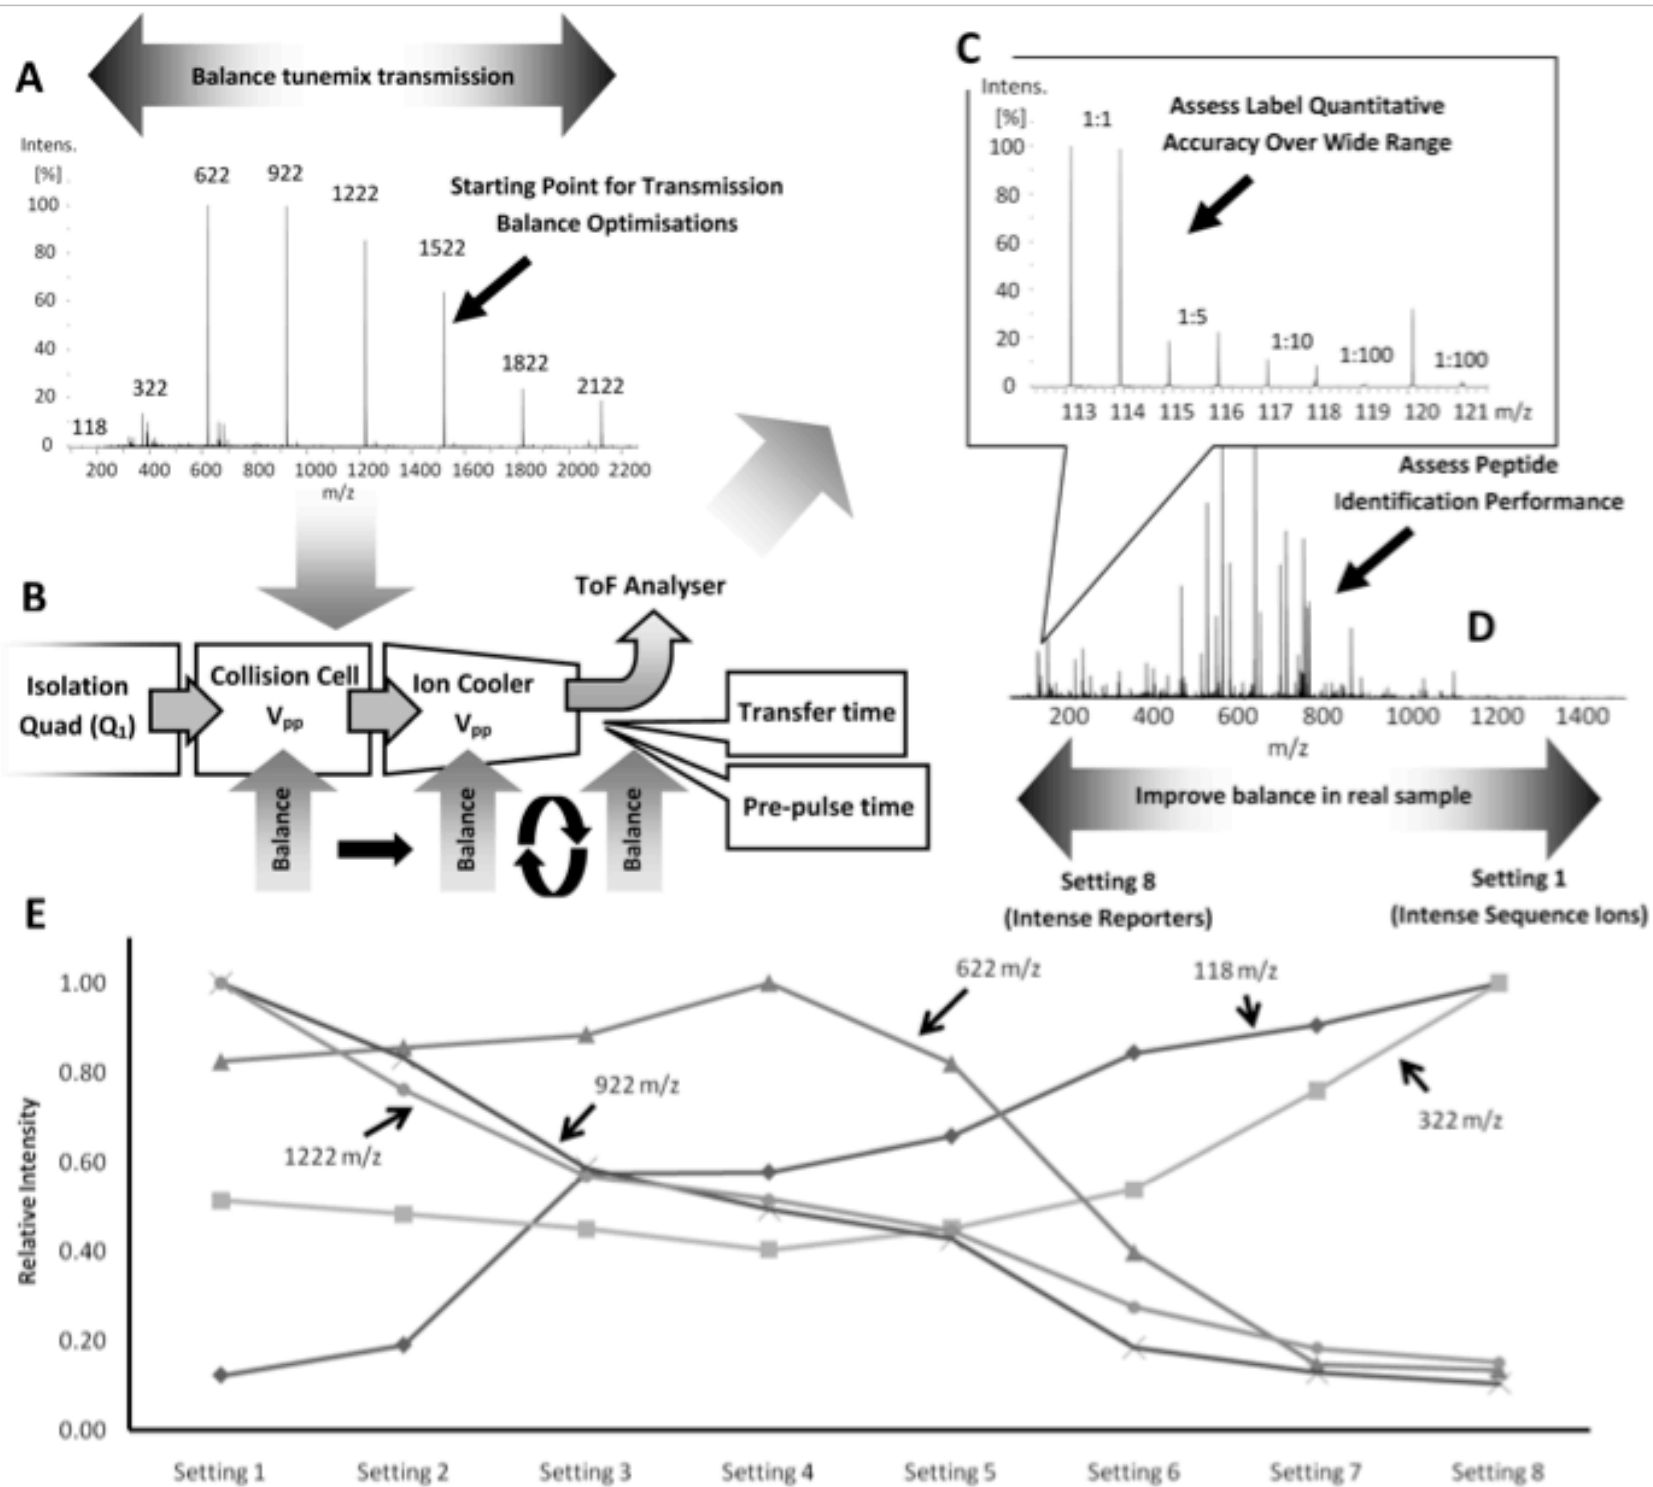 A
Balance tunemix transmission
Intens.
[%]
100
80
60
40
20
0
118
322
622
922
1222
1522
1822
2122
Starting Point for Transmission
Balance Optimisations
200 400 600 800 1000 1200 1400 1600 1800 2000 2200
m/z
C
Intens.
[%]
100
80
60
40
20
0
1:1
1:5
1:10
1:100
1:100
Assess Label Quantitative
Accuracy Over Wide Range
113 114 115 116 117 118 119 120 121 m/z
Assess Peptide
Identification Performance
D
200 400 600 800 1000 1200 1400
m/z
Improve balance in real sample
Setting 8
(Intense Reporters)
Setting 1
(Intense Sequence Ions)
B
Isolation
Quad (Q₁)
Collision Cell
Vpp
Ion Cooler
Vpp
ToF Analyser
Transfer time
Pre-pulse time
Balance
Balance
Balance
E
Relative Intensity
1.00
0.80
0.60
0.40
0.20
0.00
622 m/z
118 m/z
922 m/z
1222 m/z
322 m/z
Setting 1 Setting 2 Setting 3 Setting 4 Setting 5 Setting 6 Setting 7 Setting 8